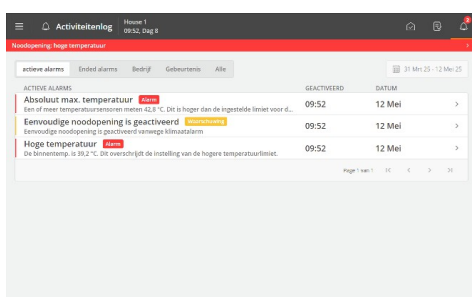 Activiteitenlog
House 1
09:52, Dag 8
3
Noodopening: hoge temperatuur
actieve alarms Ended alarms Bedrijf Gebeurtenis Alle
31 Mrt 25 - 12 Mei 25
ACTIEVE ALARMS GEACTIVEERD DATUM
Absoluut max. temperatuur Alarm 09:52 12 Mei
Een of meer temperatuursensoren meten 42,8 °C. Dit is hoger dan de ingestelde limiet voor d...
Eenvoudige noodopening is geactiveerd Waarschuwing 09:52 12 Mei
Eenvoudige noodopening is geactiveerd vanwege klimaatalarm
Hoge temperatuur Alarm 09:52 12 Mei
De binnentemp. is 39,2 °C. Dit overschrijdt de instelling van de hogere temperatuurlimiet.
Page 1 van 1